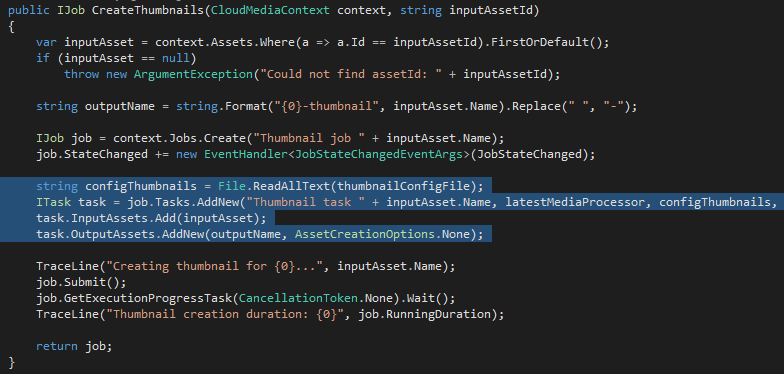 public IJob CreateThumbnails(CloudMediaContext context, string inputAssetId)
{
    var inputAsset = context.Assets.Where(a => a.Id == inputAssetId).FirstOrDefault();
    if (inputAsset == null)
        throw new ArgumentException("Could not find assetId: " + inputAssetId);

    string outputName = string.Format("{0}-thumbnail", inputAsset.Name).Replace(" ", "-");

    IJob job = context.Jobs.Create("Thumbnail job " + inputAsset.Name);
    job.StateChanged += new EventHandler<JobStateChangedEventArgs>(JobStateChanged);

    string configThumbnails = File.ReadAllText(thumbnailConfigFile);
    ITask task = job.Tasks.AddNew("Thumbnail task " + inputAsset.Name, latestMediaProcessor, configThumbnails,
    task.InputAssets.Add(inputAsset);
    task.OutputAssets.AddNew(outputName, AssetCreationOptions.None);

    TraceLine("Creating thumbnail for {0}...", inputAsset.Name);
    job.Submit();
    job.GetExecutionProgressTask(CancellationToken.None).Wait();
    TraceLine("Thumbnail creation duration: {0}", job.RunningDuration);

    return job;
}